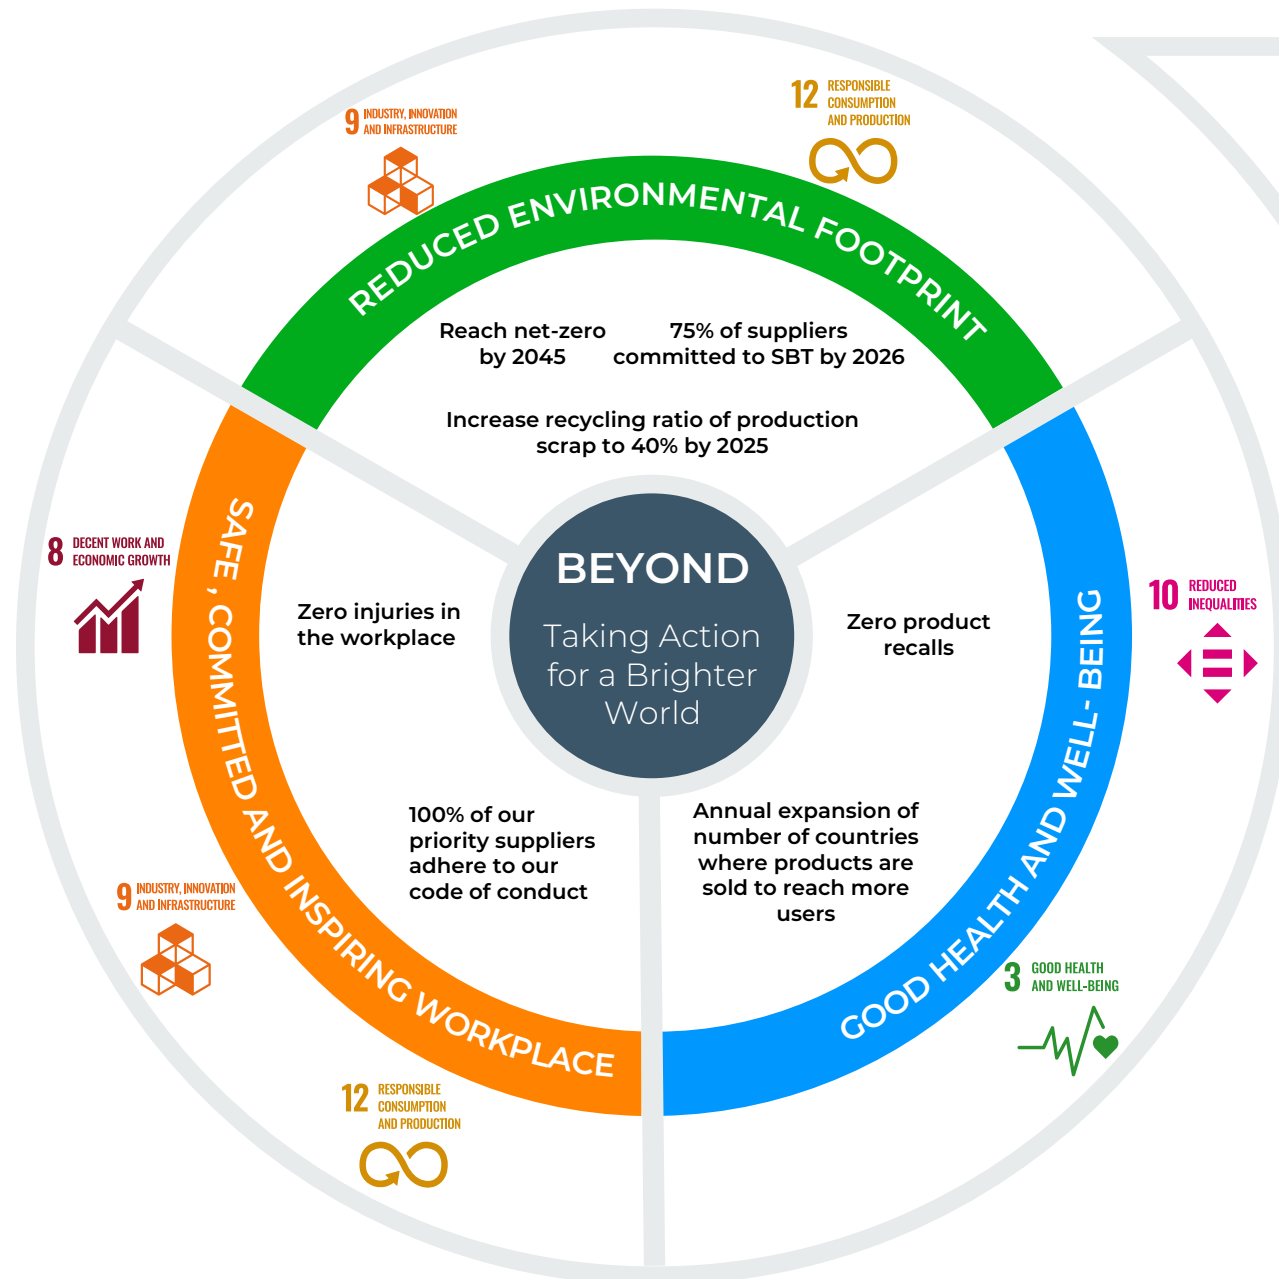 9 INDUSTRY, INNOVATION
AND INFRASTRUCTURE
12 RESPONSIBLE
CONSUMPTION
AND PRODUCTION
REDUCED ENVIRONMENTAL FOOTPRINT
Reach net-zero
by 2045
75% of suppliers
committed to SBT by 2026
Increase recycling ratio of production
scrap to 40% by 2025
8 DECENT WORK AND
ECONOMIC GROWTH
SAFE , COMMITTED AND INSPIRING WORKPLACE
Zero injuries in
the workplace
100% of our
priority suppliers
adhere to our
code of conduct
9 INDUSTRY, INNOVATION
AND INFRASTRUCTURE
12 RESPONSIBLE
CONSUMPTION
AND PRODUCTION
BEYOND
Taking Action
for a Brighter
World
Zero product
recalls
Annual expansion of
number of countries
where products are
sold to reach more
users
GOOD HEALTH AND WELL- BEING
10 REDUCED
INEQUALITIES
3 GOOD HEALTH
AND WELL-BEING